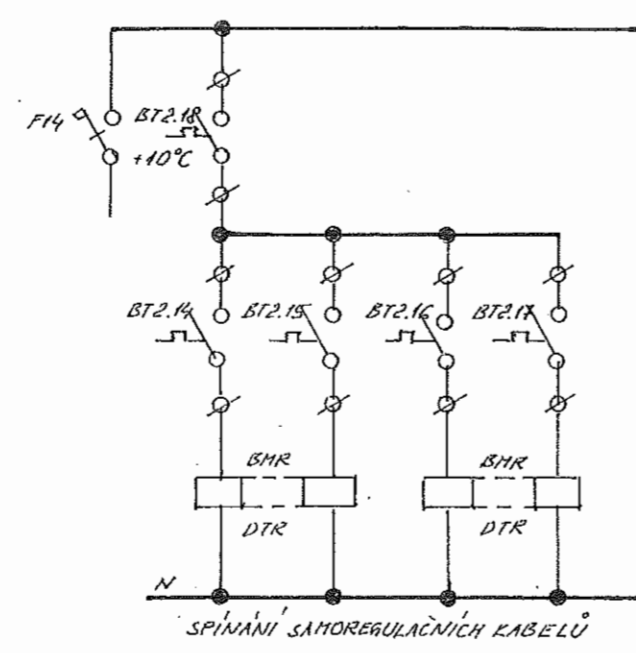 F14
BT2.18
+10°C
BT2.14
BT2.15
BT2.16
BT2.17
BMR
BMR
DTR
DTR
N
SPÍNÁNÍ SAMOREGULAČNÍCH KABELŮ